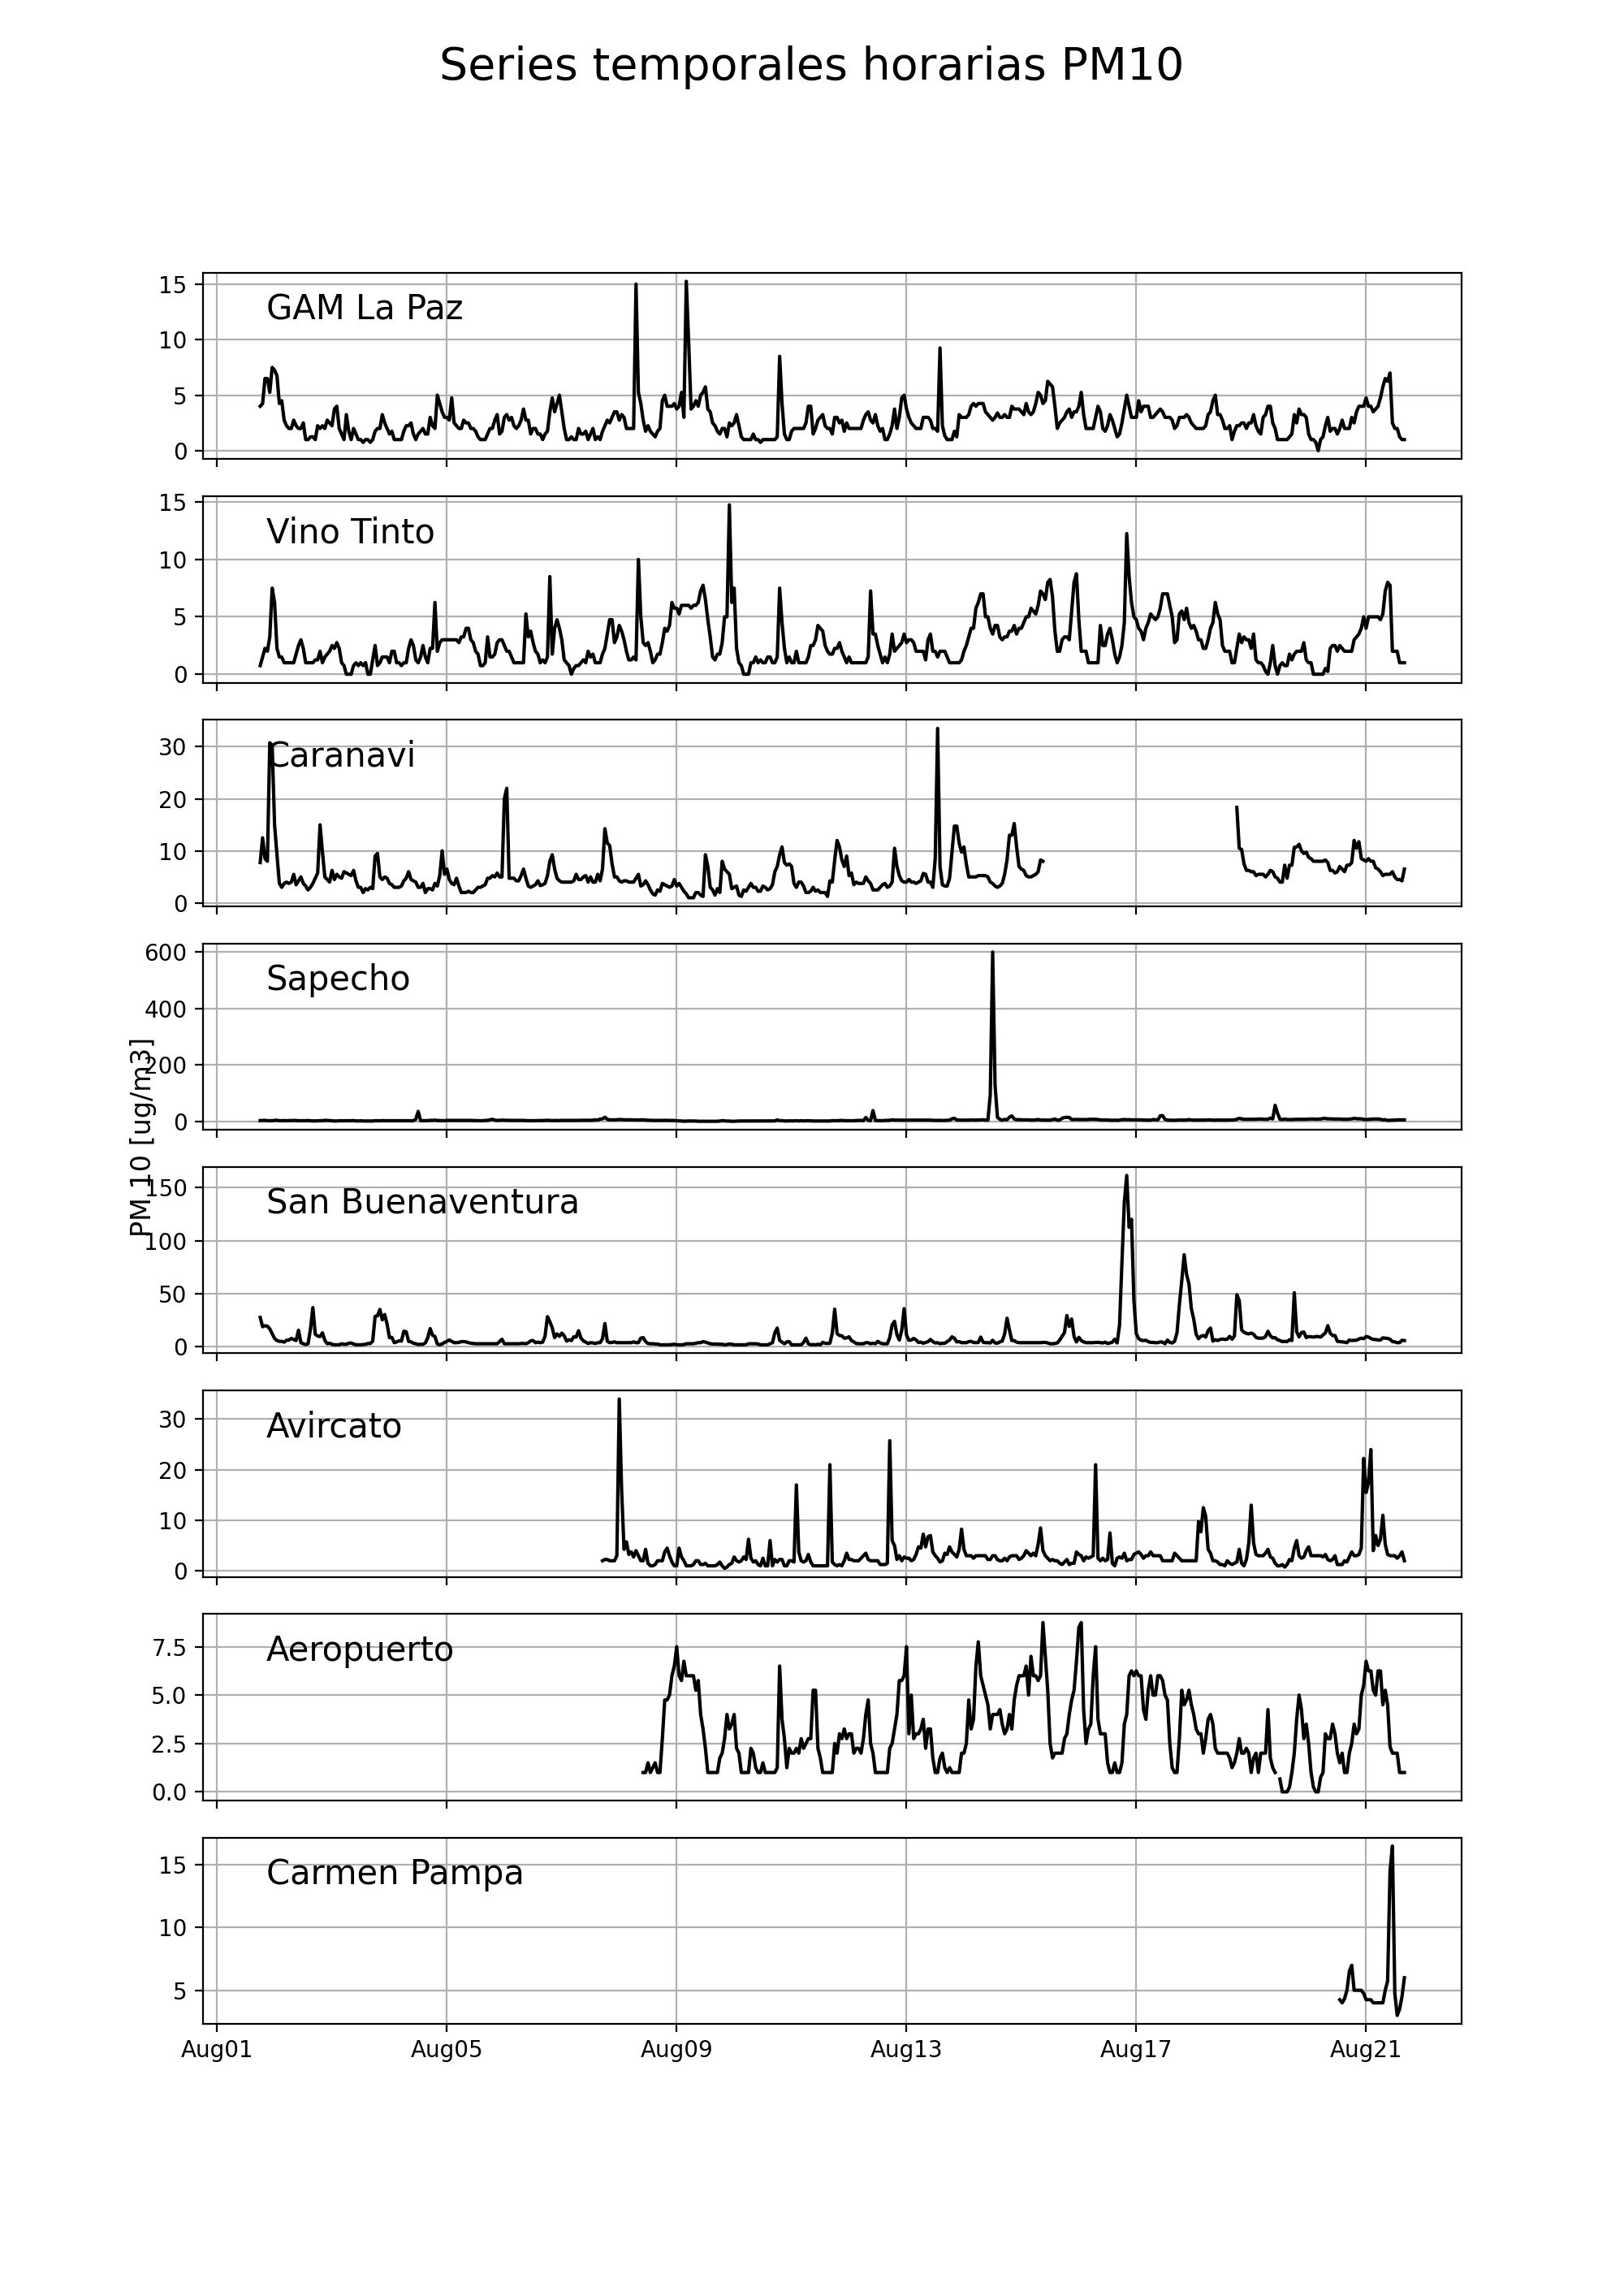 Series temporales horarias PM10
15
GAM La Paz
10
5
0
15
Vino Tinto
10
5
0
30
Caranavi
20
10
0
600
Sapecho
400
200
0
PM 10 [ug/m3]
150
San Buenaventura
100
50
0
30
Avircato
20
10
0
7.5
Aeropuerto
5.0
2.5
0.0
15
Carmen Pampa
10
5
Aug01 Aug05 Aug09 Aug13 Aug17 Aug21